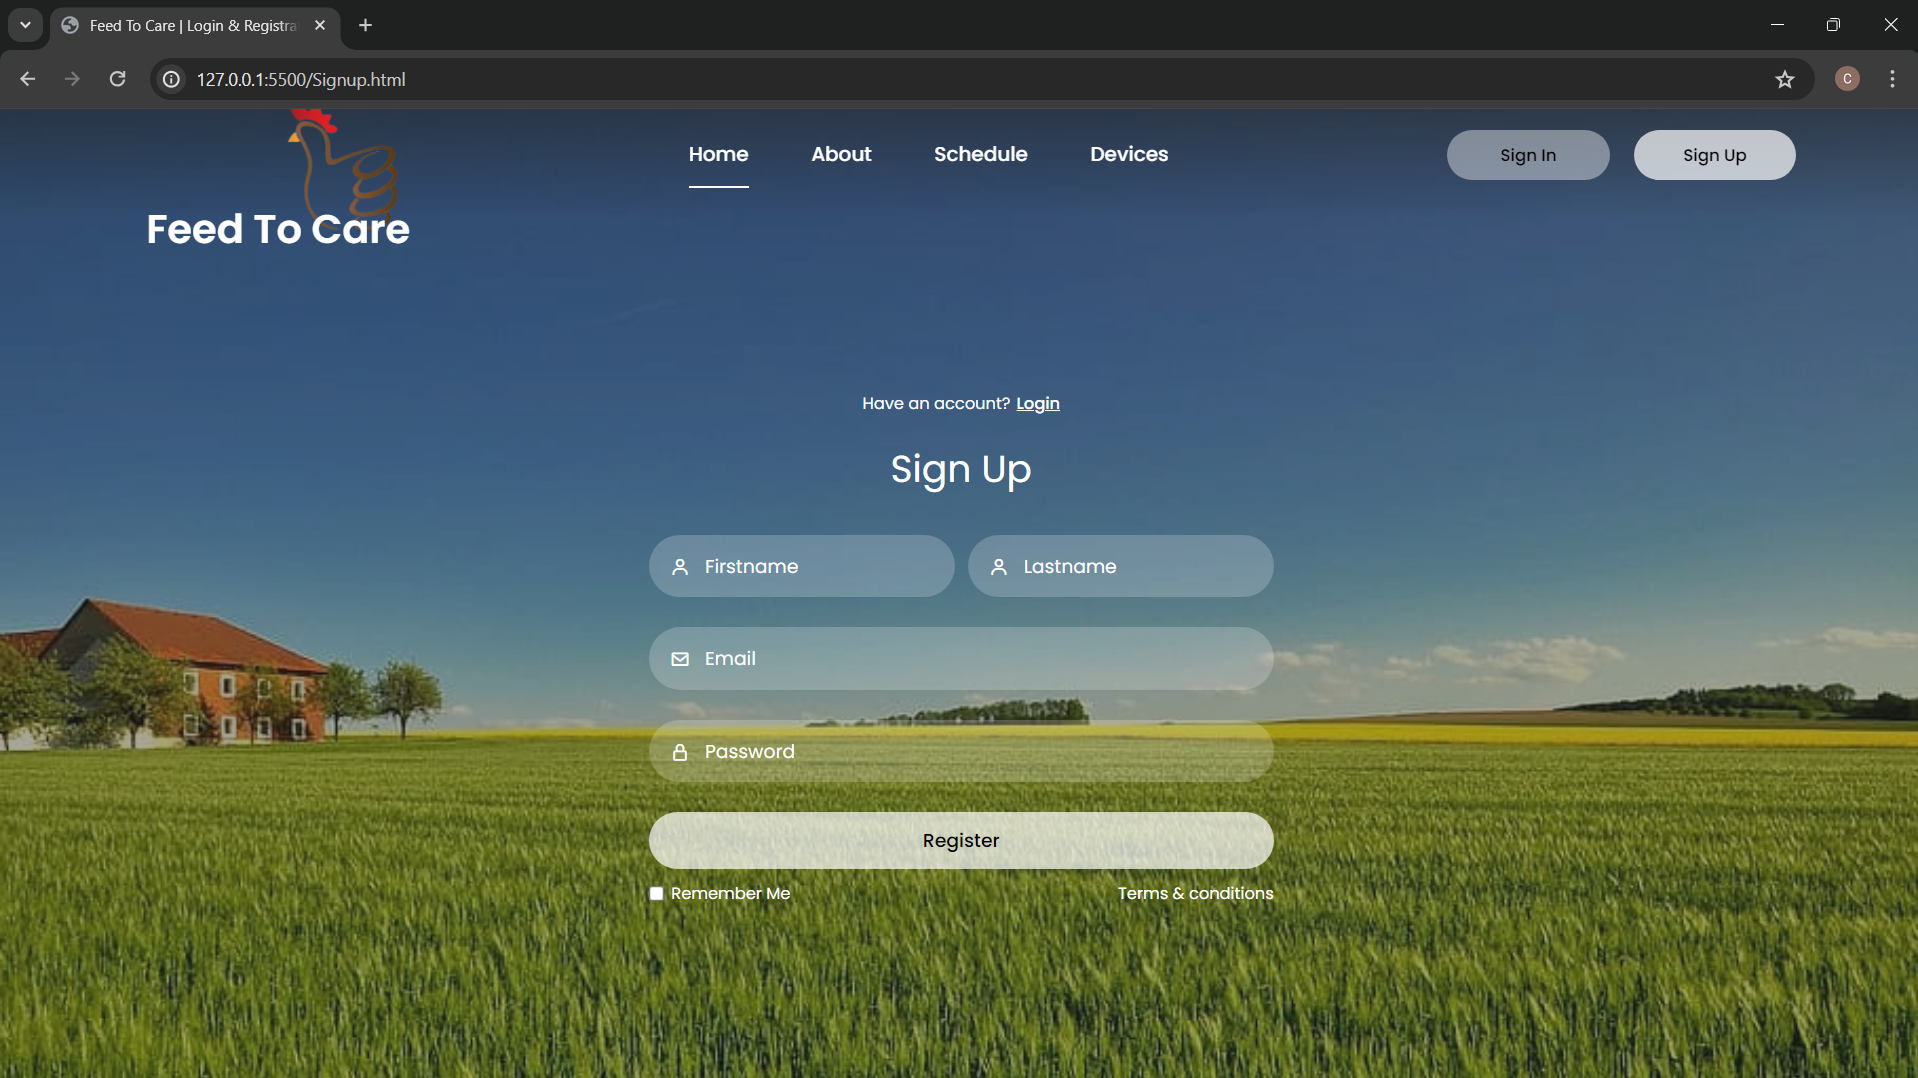 Feed To Care | Login & Registra
127.0.0.1:5500/Signup.html
C
Home About Schedule Devices
Sign In Sign Up
Feed To Care
Have an account? Login
Sign Up
Firstname Lastname
Email
Password
Register
Remember Me Terms & conditions